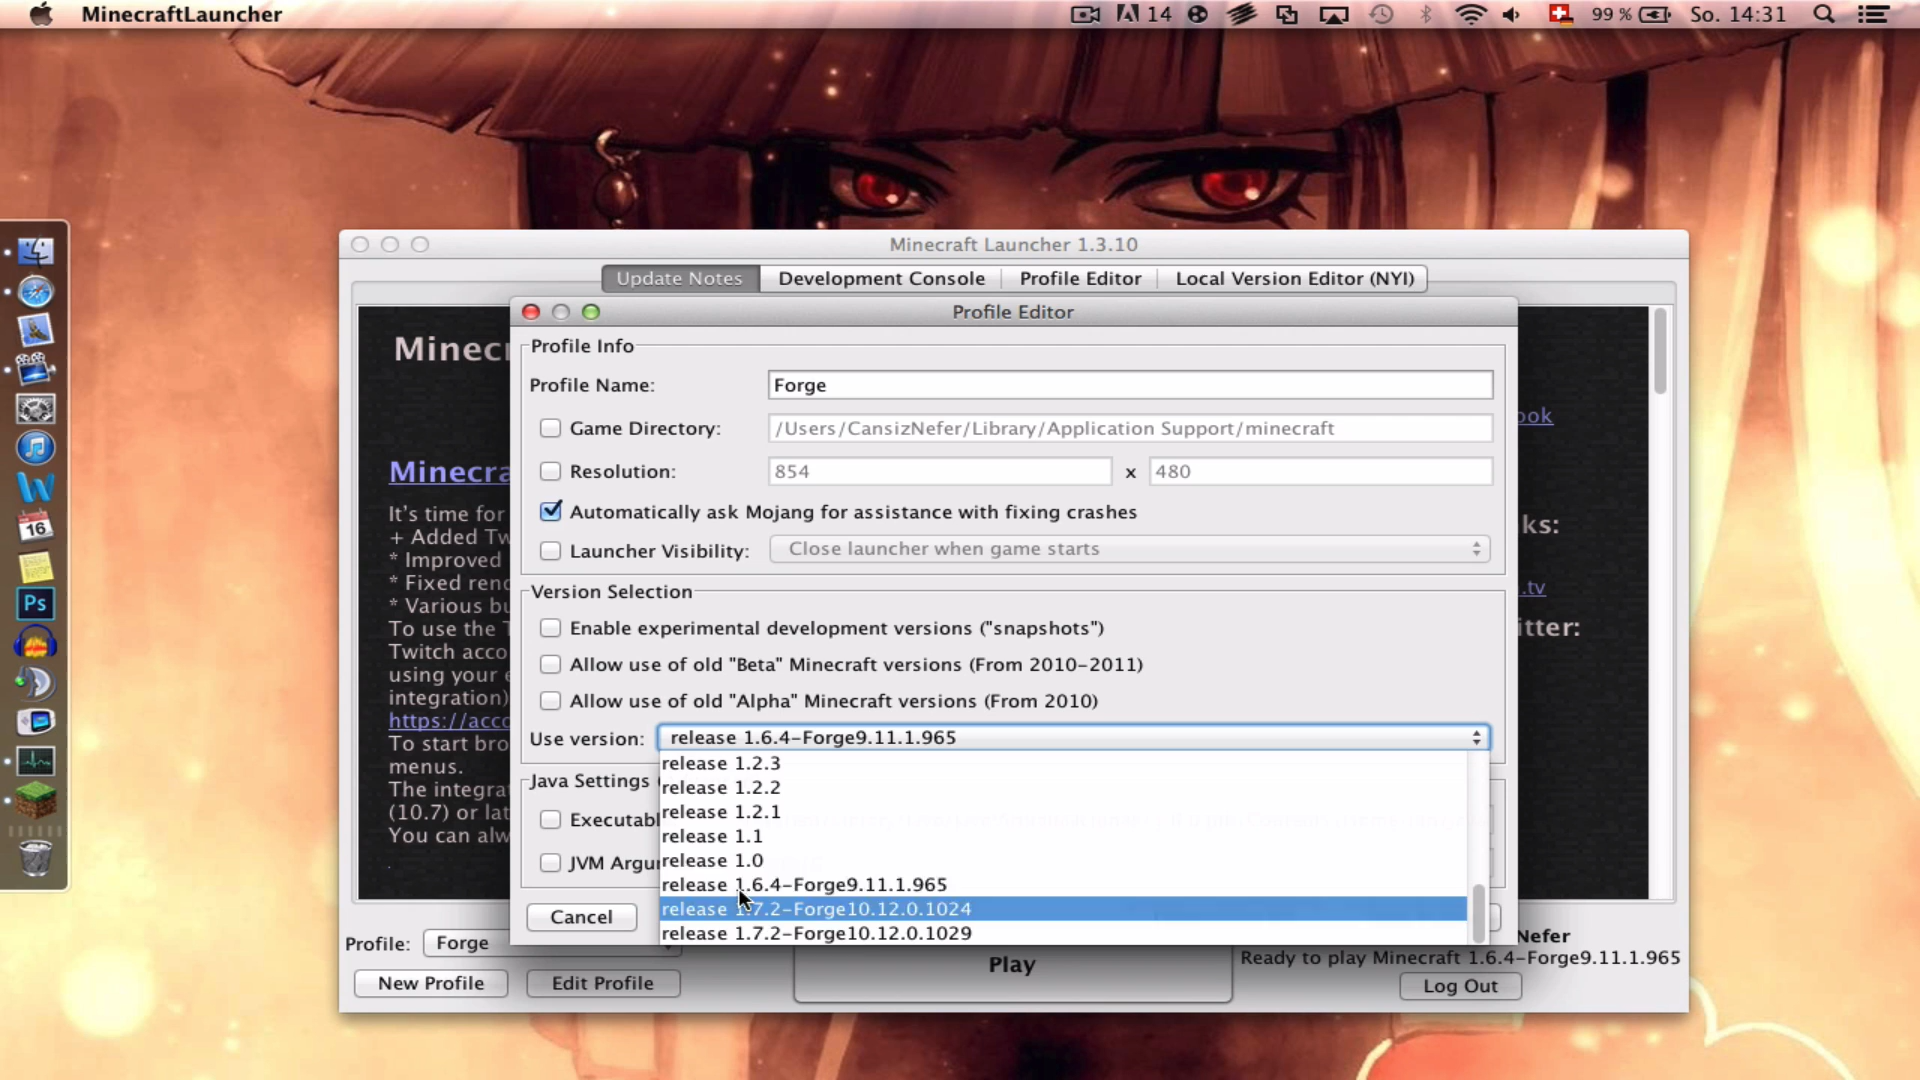 MinecraftLauncher
14
99 %
So. 14:31
Minecraft Launcher 1.3.10
Update Notes
Development Console
Profile Editor
Local Version Editor (NYI)
Profile Editor
Minecr
Profile Info
Profile Name:
Forge
Game Directory:
/Users/CansizNefer/Library/Application Support/minecraft
ook
Minecra
Resolution:
854
x
480
It's time for
+ Added Tw
* Improved
* Fixed rend
* Various bu
To use the T
Twitch acco
using your e
integration)
https://acco
To start bro
menus.
The integra
(10.7) or lat
You can alw
.
Automatically ask Mojang for assistance with fixing crashes
ks:
Launcher Visibility:
Close launcher when game starts
.tv
Version Selection
itter:
Enable experimental development versions ("snapshots")
Allow use of old "Beta" Minecraft versions (From 2010-2011)
Allow use of old "Alpha" Minecraft versions (From 2010)
Use version:
release 1.6.4-Forge9.11.1.965
release 1.2.3
release 1.2.2
release 1.2.1
release 1.1
release 1.0
release 1.6.4-Forge9.11.1.965
release 1.7.2-Forge10.12.0.1024
release 1.7.2-Forge10.12.0.1029
Java Settings
Executabl
JVM Argu
Cancel
Profile:
Forge
New Profile
Edit Profile
Play
Nefer
Ready to play Minecraft 1.6.4-Forge9.11.1.965
Log Out
16
Ps